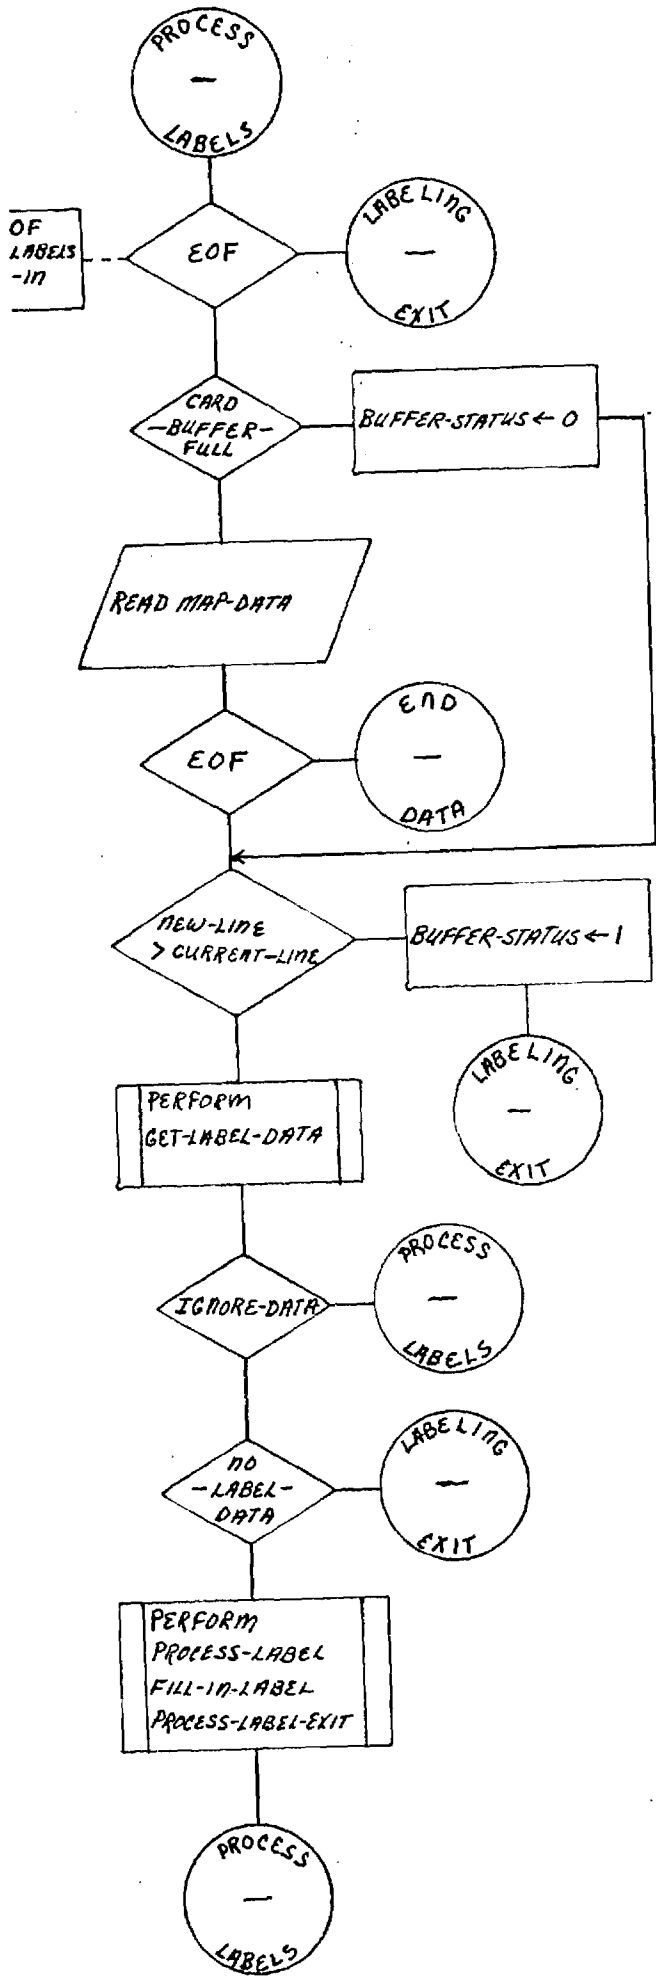 PROCESS
—
LABELS
OF
LABELS
-IN
EOF
LABELING
—
EXIT
CARD
-BUFFER-
FULL
BUFFER-STATUS ← 0
READ MAP-DATA
EOF
END
—
DATA
NEW-LINE
> CURRENT-LINE
BUFFER-STATUS ← 1
LABELING
—
EXIT
PERFORM
GET-LABEL-DATA
IGNORE-DATA
PROCESS
—
LABELS
NO
-LABEL-
DATA
LABELING
—
EXIT
PERFORM
PROCESS-LABEL
FILL-IN-LABEL
PROCESS-LABEL-EXIT
PROCESS
—
LABELS